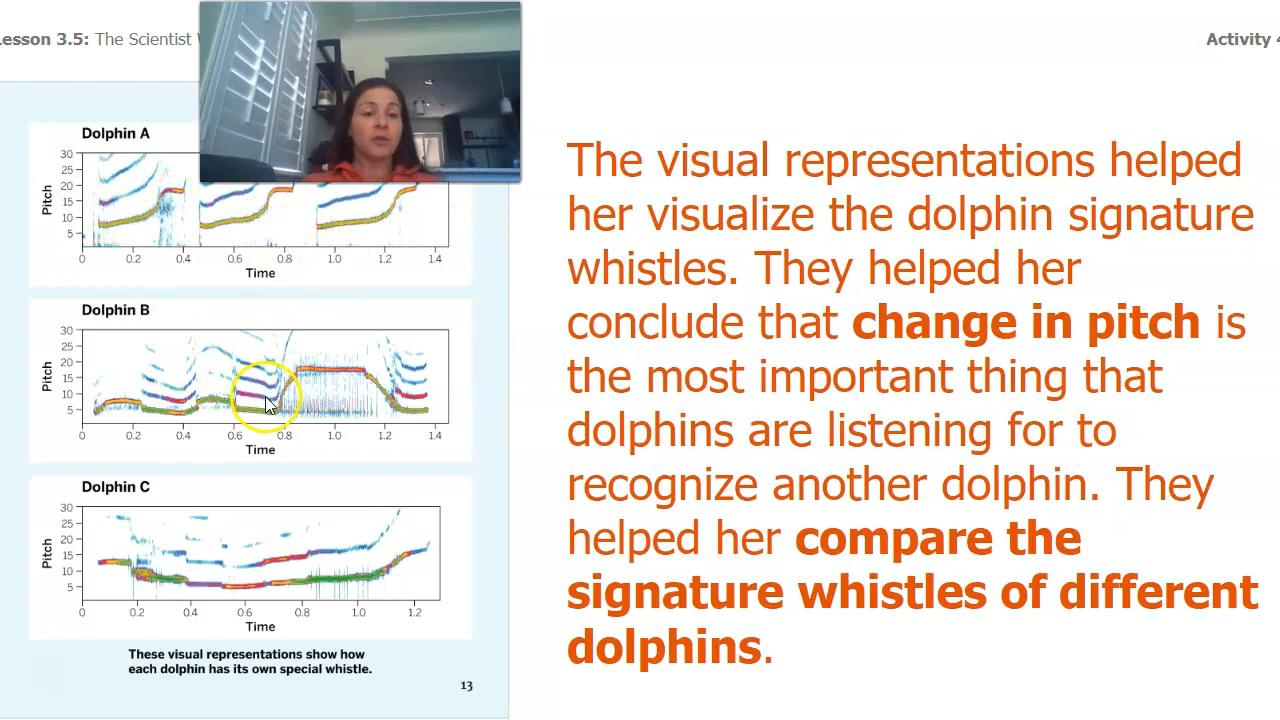 Lesson 3.5: The Scientist
Activity 4
Dolphin A
30
25
20
15
10
5
Pitch
0 0.2 0.4 0.6 0.8 1.0 1.2 1.4
Time
Dolphin B
30
25
20
15
10
5
Pitch
0 0.2 0.4 0.6 0.8 1.0 1.2 1.4
Time
Dolphin C
30
25
20
15
10
5
Pitch
0 0.2 0.4 0.6 0.8 1.0 1.2
Time
These visual representations show how
each dolphin has its own special whistle.
13
The visual representations helped
her visualize the dolphin signature
whistles. They helped her
conclude that change in pitch is
the most important thing that
dolphins are listening for to
recognize another dolphin. They
helped her compare the
signature whistles of different
dolphins.